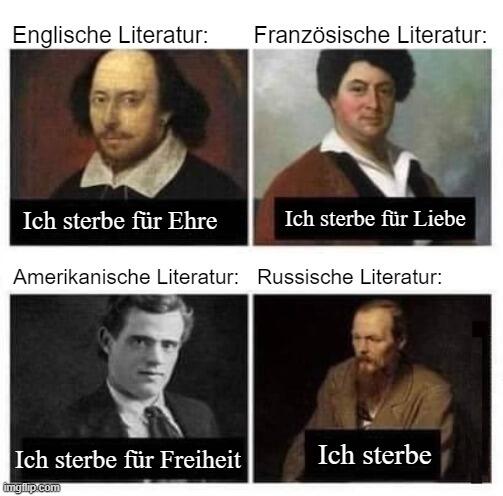 Englische Literatur:
Französische Literatur:
Ich sterbe für Ehre
Ich sterbe für Liebe
Amerikanische Literatur:
Russische Literatur:
Ich sterbe für Freiheit
Ich sterbe
imgflip.com